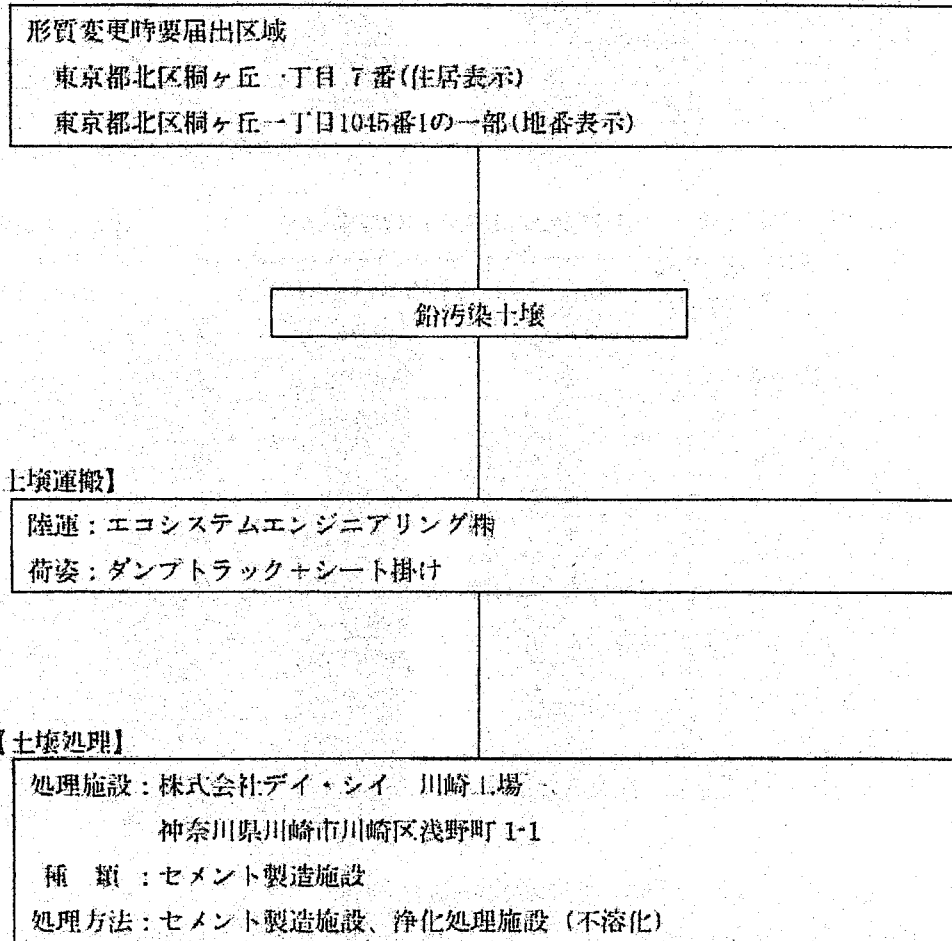 形質変更時要届出区域
東京都北区桐ヶ丘一丁目7番(住居表示)
東京都北区桐ヶ丘一丁目1045番1の一部(地番表示)
鉛汚染土壌
土壌運搬】
陸運：エコシステムエンジニアリング㈱
荷姿：ダンプトラック＋シート掛け
【土壌処理】
処理施設：株式会社デイ・シイ　川崎工場
神奈川県川崎市川崎区浅野町1-1
種　類　：セメント製造施設
処理方法：セメント製造施設、浄化処理施設（不溶化）